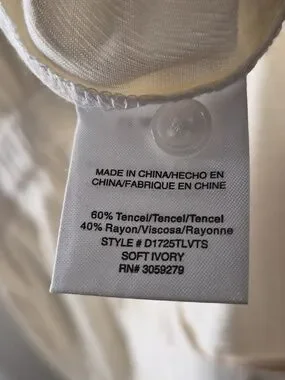 MADE IN CHINA/HECHO EN
CHINA/FABRIQUE EN CHINE
60% Tencel/Tencel/Tencel
40% Rayon/Viscosa/Rayonne
STYLE # D1725TLVTS
SOFT IVORY
RN# 3059279